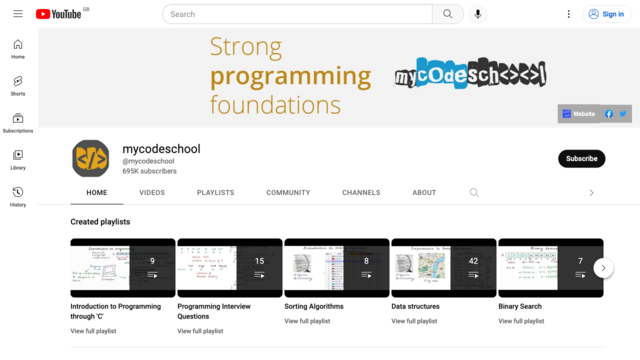 YouTube GB
Search
Sign in
Home
Shorts
Subscriptions
Library
History
Strong
programming
foundations
mycodeschool
Website
mycodeschool
@mycodeschool
695K subscribers
Subscribe
HOME VIDEOS PLAYLISTS COMMUNITY CHANNELS ABOUT
Created playlists
9 15 8 42 7
Introduction to Programming through 'C'
View full playlist
Programming Interview Questions
View full playlist
Sorting Algorithms
View full playlist
Data structures
View full playlist
Binary Search
View full playlist